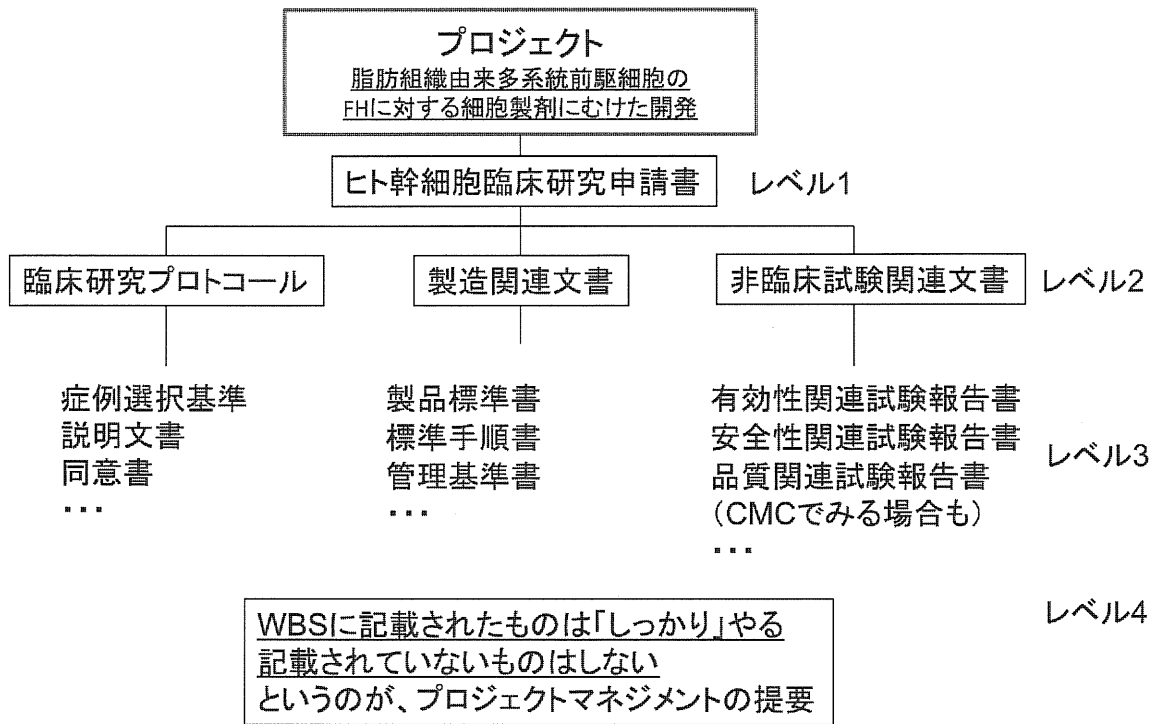 プロジェクト
脂肪組織由来多系統前駆細胞の
FHに対する細胞製剤にむけた開発
ヒト幹細胞臨床研究申請書
レベル1
臨床研究プロトコール
製造関連文書
非臨床試験関連文書
レベル2
症例選択基準
説明文書
同意書
…
製品標準書
標準手順書
管理基準書
…
有効性関連試験報告書
安全性関連試験報告書
品質関連試験報告書
(CMCでみる場合も)
…
レベル3
レベル4
WBSに記載されたものは「しっかり」やる
記載されていないものはしない
というのが、プロジェクトマネジメントの提要